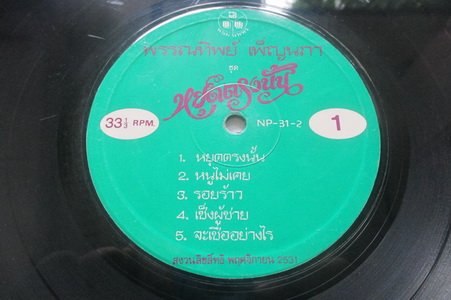 พรรณทิพย์ เพ็ญนภา
ชุด
หยุดตรงนั้น
33⅓ RPM.
NP-31-2
1
1. หยุดตรงนั้น
2. หนูไม่เคย
3. รอยร้าว
4. เซ็งผู้ชาย
5. จะเชื่ออย่างไร
สงวนลิขสิทธิ์ พฤศจิกายน 2531